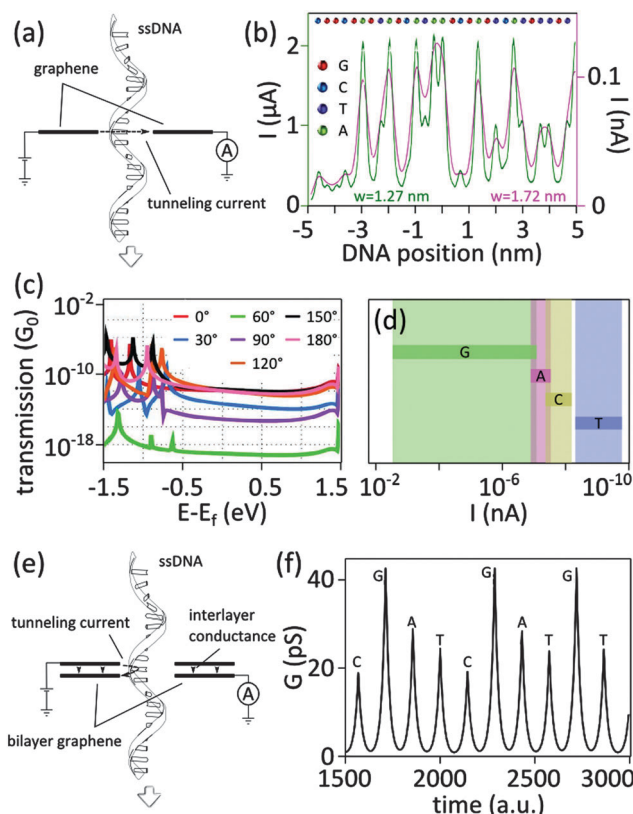 (a)
ssDNA
graphene
A
tunneling current
(b)
I (µA)
2
1
0
G
C
T
A
w=1.27 nm
w=1.72 nm
0.1
0
I (nA)
-5
-3
-1
1
3
5
DNA position (nm)
(c)
transmission (G₀)
10⁻²
10⁻¹⁰
10⁻¹⁸
0°
60°
150°
30°
90°
180°
120°
-1.5
-0.5
0.5
1.5
E-E_f (eV)
(d)
G
A
C
T
10⁻²
10⁻⁶
10⁻¹⁰
I (nA)
(e)
ssDNA
tunneling current
interlayer
conductance
A
bilayer graphene
(f)
G (pS)
40
20
0
C
G
A
T
C
G
A
T
G
T
1500
2000
2500
3000
time (a.u.)